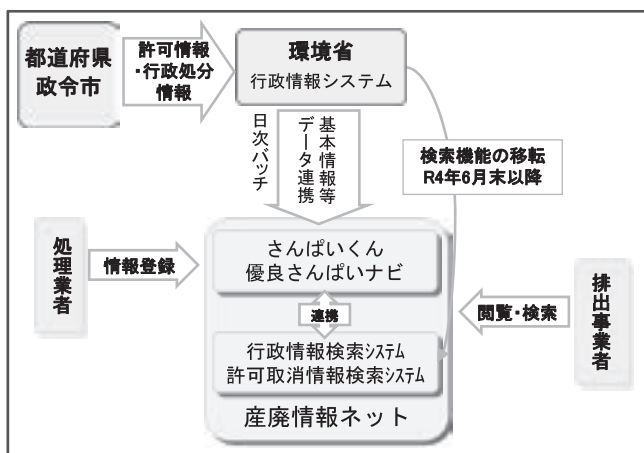 都道府県
政令市
許可情報
・行政処分
情報
環境省
行政情報システム
日次バッチ
基本情報等
データ連携
検索機能の移転
R4年6月末以降
処理業者
情報登録
さんぱいくん
優良さんぱいナビ
連携
行政情報検索システム
許可取消情報検索システム
産廃情報ネット
閲覧・検索
排出事業者